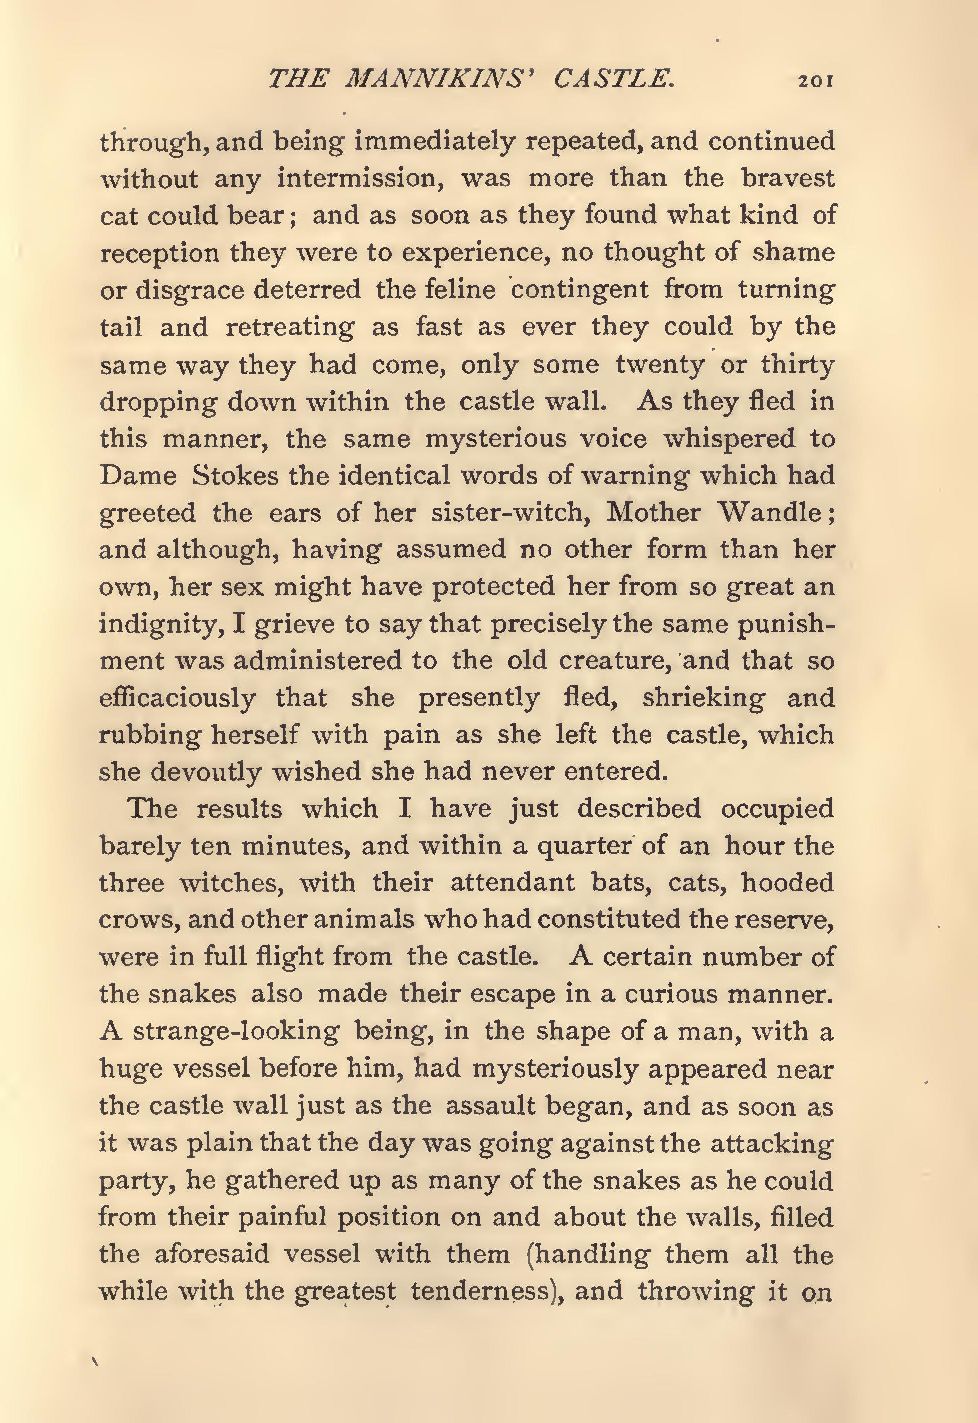 THE MANNIKINS' CASTLE. 201
through, and being immediately repeated, and continued
without any intermission, was more than the bravest
cat could bear; and as soon as they found what kind of
reception they were to experience, no thought of shame
or disgrace deterred the feline contingent from turning
tail and retreating as fast as ever they could by the
same way they had come, only some twenty or thirty
dropping down within the castle wall. As they fled in
this manner, the same mysterious voice whispered to
Dame Stokes the identical words of warning which had
greeted the ears of her sister-witch, Mother Wandle;
and although, having assumed no other form than her
own, her sex might have protected her from so great an
indignity, I grieve to say that precisely the same punish-
ment was administered to the old creature, and that so
efficaciously that she presently fled, shrieking and
rubbing herself with pain as she left the castle, which
she devoutly wished she had never entered.
The results which I have just described occupied
barely ten minutes, and within a quarter of an hour the
three witches, with their attendant bats, cats, hooded
crows, and other animals who had constituted the reserve,
were in full flight from the castle. A certain number of
the snakes also made their escape in a curious manner.
A strange-looking being, in the shape of a man, with a
huge vessel before him, had mysteriously appeared near
the castle wall just as the assault began, and as soon as
it was plain that the day was going against the attacking
party, he gathered up as many of the snakes as he could
from their painful position on and about the walls, filled
the aforesaid vessel with them (handling them all the
while with the greatest tenderness), and throwing it on